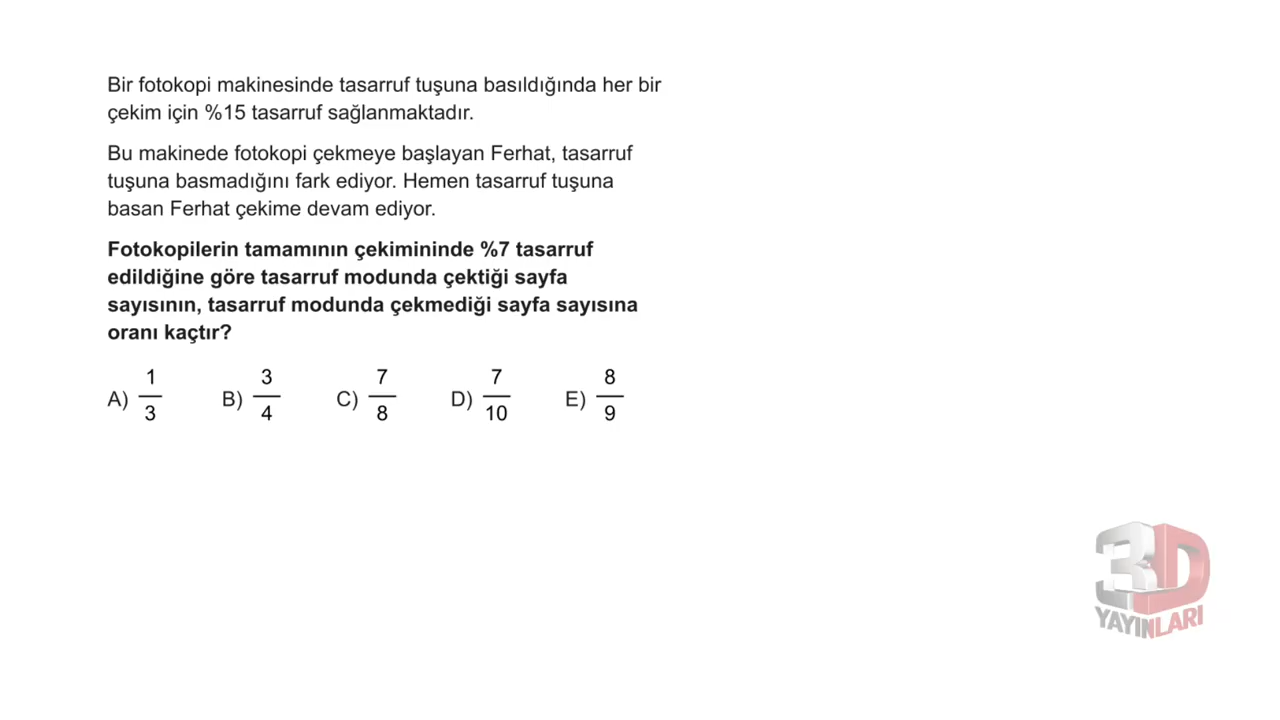 Bir fotokopi makinesinde tasarruf tuşuna basıldığında her bir
çekim için %15 tasarruf sağlanmaktadır.
Bu makinede fotokopi çekmeye başlayan Ferhat, tasarruf
tuşuna basmadığını fark ediyor. Hemen tasarruf tuşuna
basan Ferhat çekime devam ediyor.
Fotokopilerin tamamının çekimininde %7 tasarruf
edildiğine göre tasarruf modunda çektiği sayfa
sayısının, tasarruf modunda çekmediği sayfa sayısına
oranı kaçtır?
A) 1/3 B) 3/4 C) 7/8 D) 7/10 E) 8/9
3D
YAYINLARI